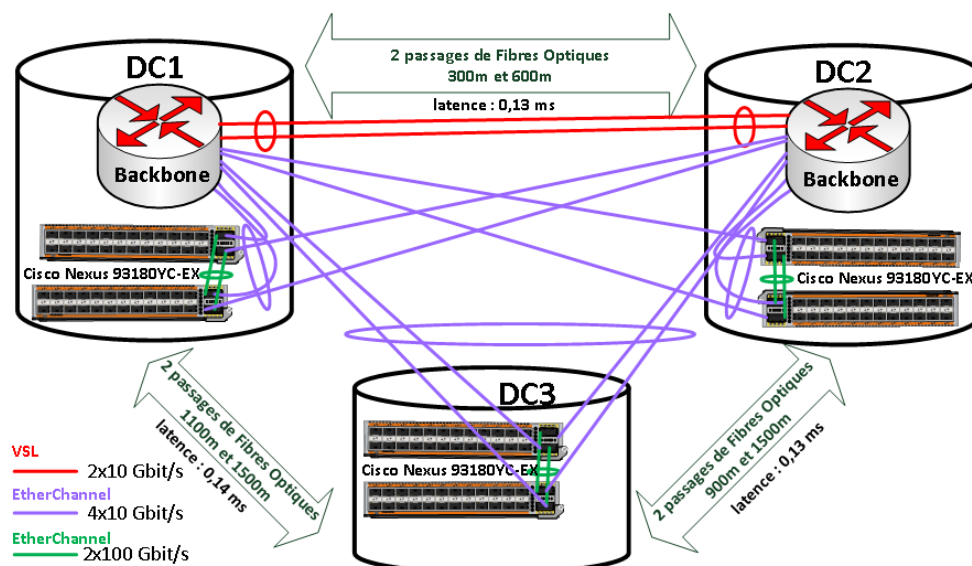 2 passages de Fibres Optiques
300m et 600m
latence : 0,13 ms
DC1
DC2
Backbone
Backbone
Cisco Nexus 93180YC-EX
Cisco Nexus 93180YC-EX
DC3
Cisco Nexus 93180YC-EX
2 passages de Fibres Optiques
1100m et 1500m
latence : 0,14 ms
2 passages de Fibres Optiques
900m et 1500m
latence : 0,13 ms
VSL
2x10 Gbit/s
EtherChannel
4x10 Gbit/s
EtherChannel
2x100 Gbit/s